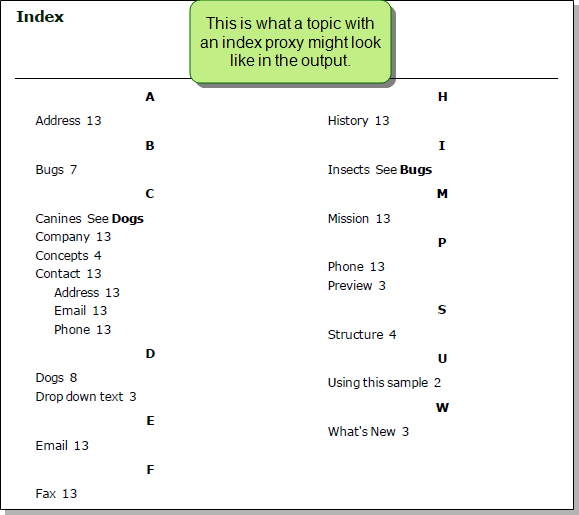 Index
This is what a topic with
an index proxy might look
like in the output.
A
Address 13
B
Bugs 7
C
Canines See Dogs
Company 13
Concepts 4
Contact 13
Address 13
Email 13
Phone 13
D
Dogs 8
Drop down text 3
E
Email 13
F
Fax 13
H
History 13
I
Insects See Bugs
M
Mission 13
P
Phone 13
Preview 3
S
Structure 4
U
Using this sample 2
W
What's New 3